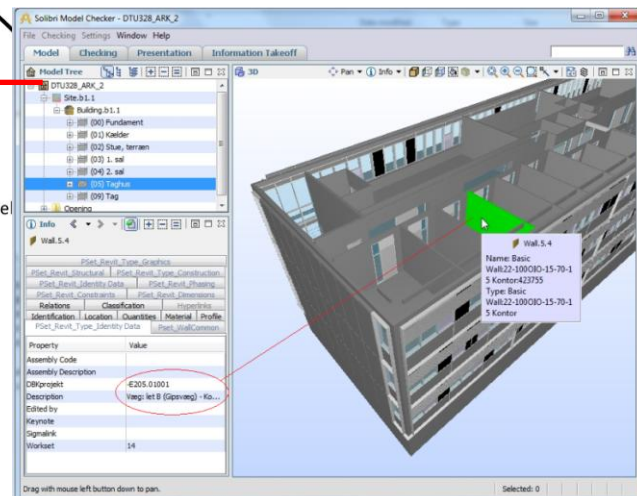 Solibri Model Checker - DTU328_ARK_2
File Checking Settings Window Help
Model Checking Presentation Information Takeoff
Model Tree
3D
Pan Info
DTU328_ARK_2
Site.b1.1
Building.b1.1
(00) Fundament
(01) Kælder
(02) Stue, terræn
(03) 1. sal
(04) 2. sal
(05) Taghus
(09) Tag
Opening
el
Info
Wall.5.4
PSet_Revit_Type_Graphics
PSet_Revit_Structural PSet_Revit_Type_Construction
PSet_Revit_Identity Data PSet_Revit_Phasing
PSet_Revit_Constraints PSet_Revit_Dimensions
Relations Classification Hyperlinks
Identification Location Quantities Material Profile
PSet_Revit_Type_Identity Data Pset_WallCommon
Property Value
Assembly Code
Assembly Description
DBKprojekt -E205.01001
Description Væg: let B (Gipsvæg) - Ko...
Edited by
Keynote
Sigmalink
Workset 14
Wall.5.4
Name: Basic
Wall:22-100OBO-15-70-1
5 Kontor:423755
Type: Basic
Wall:22-100OBO-15-70-1
5 Kontor
Drag with mouse left button down to pan.
Selected: 0